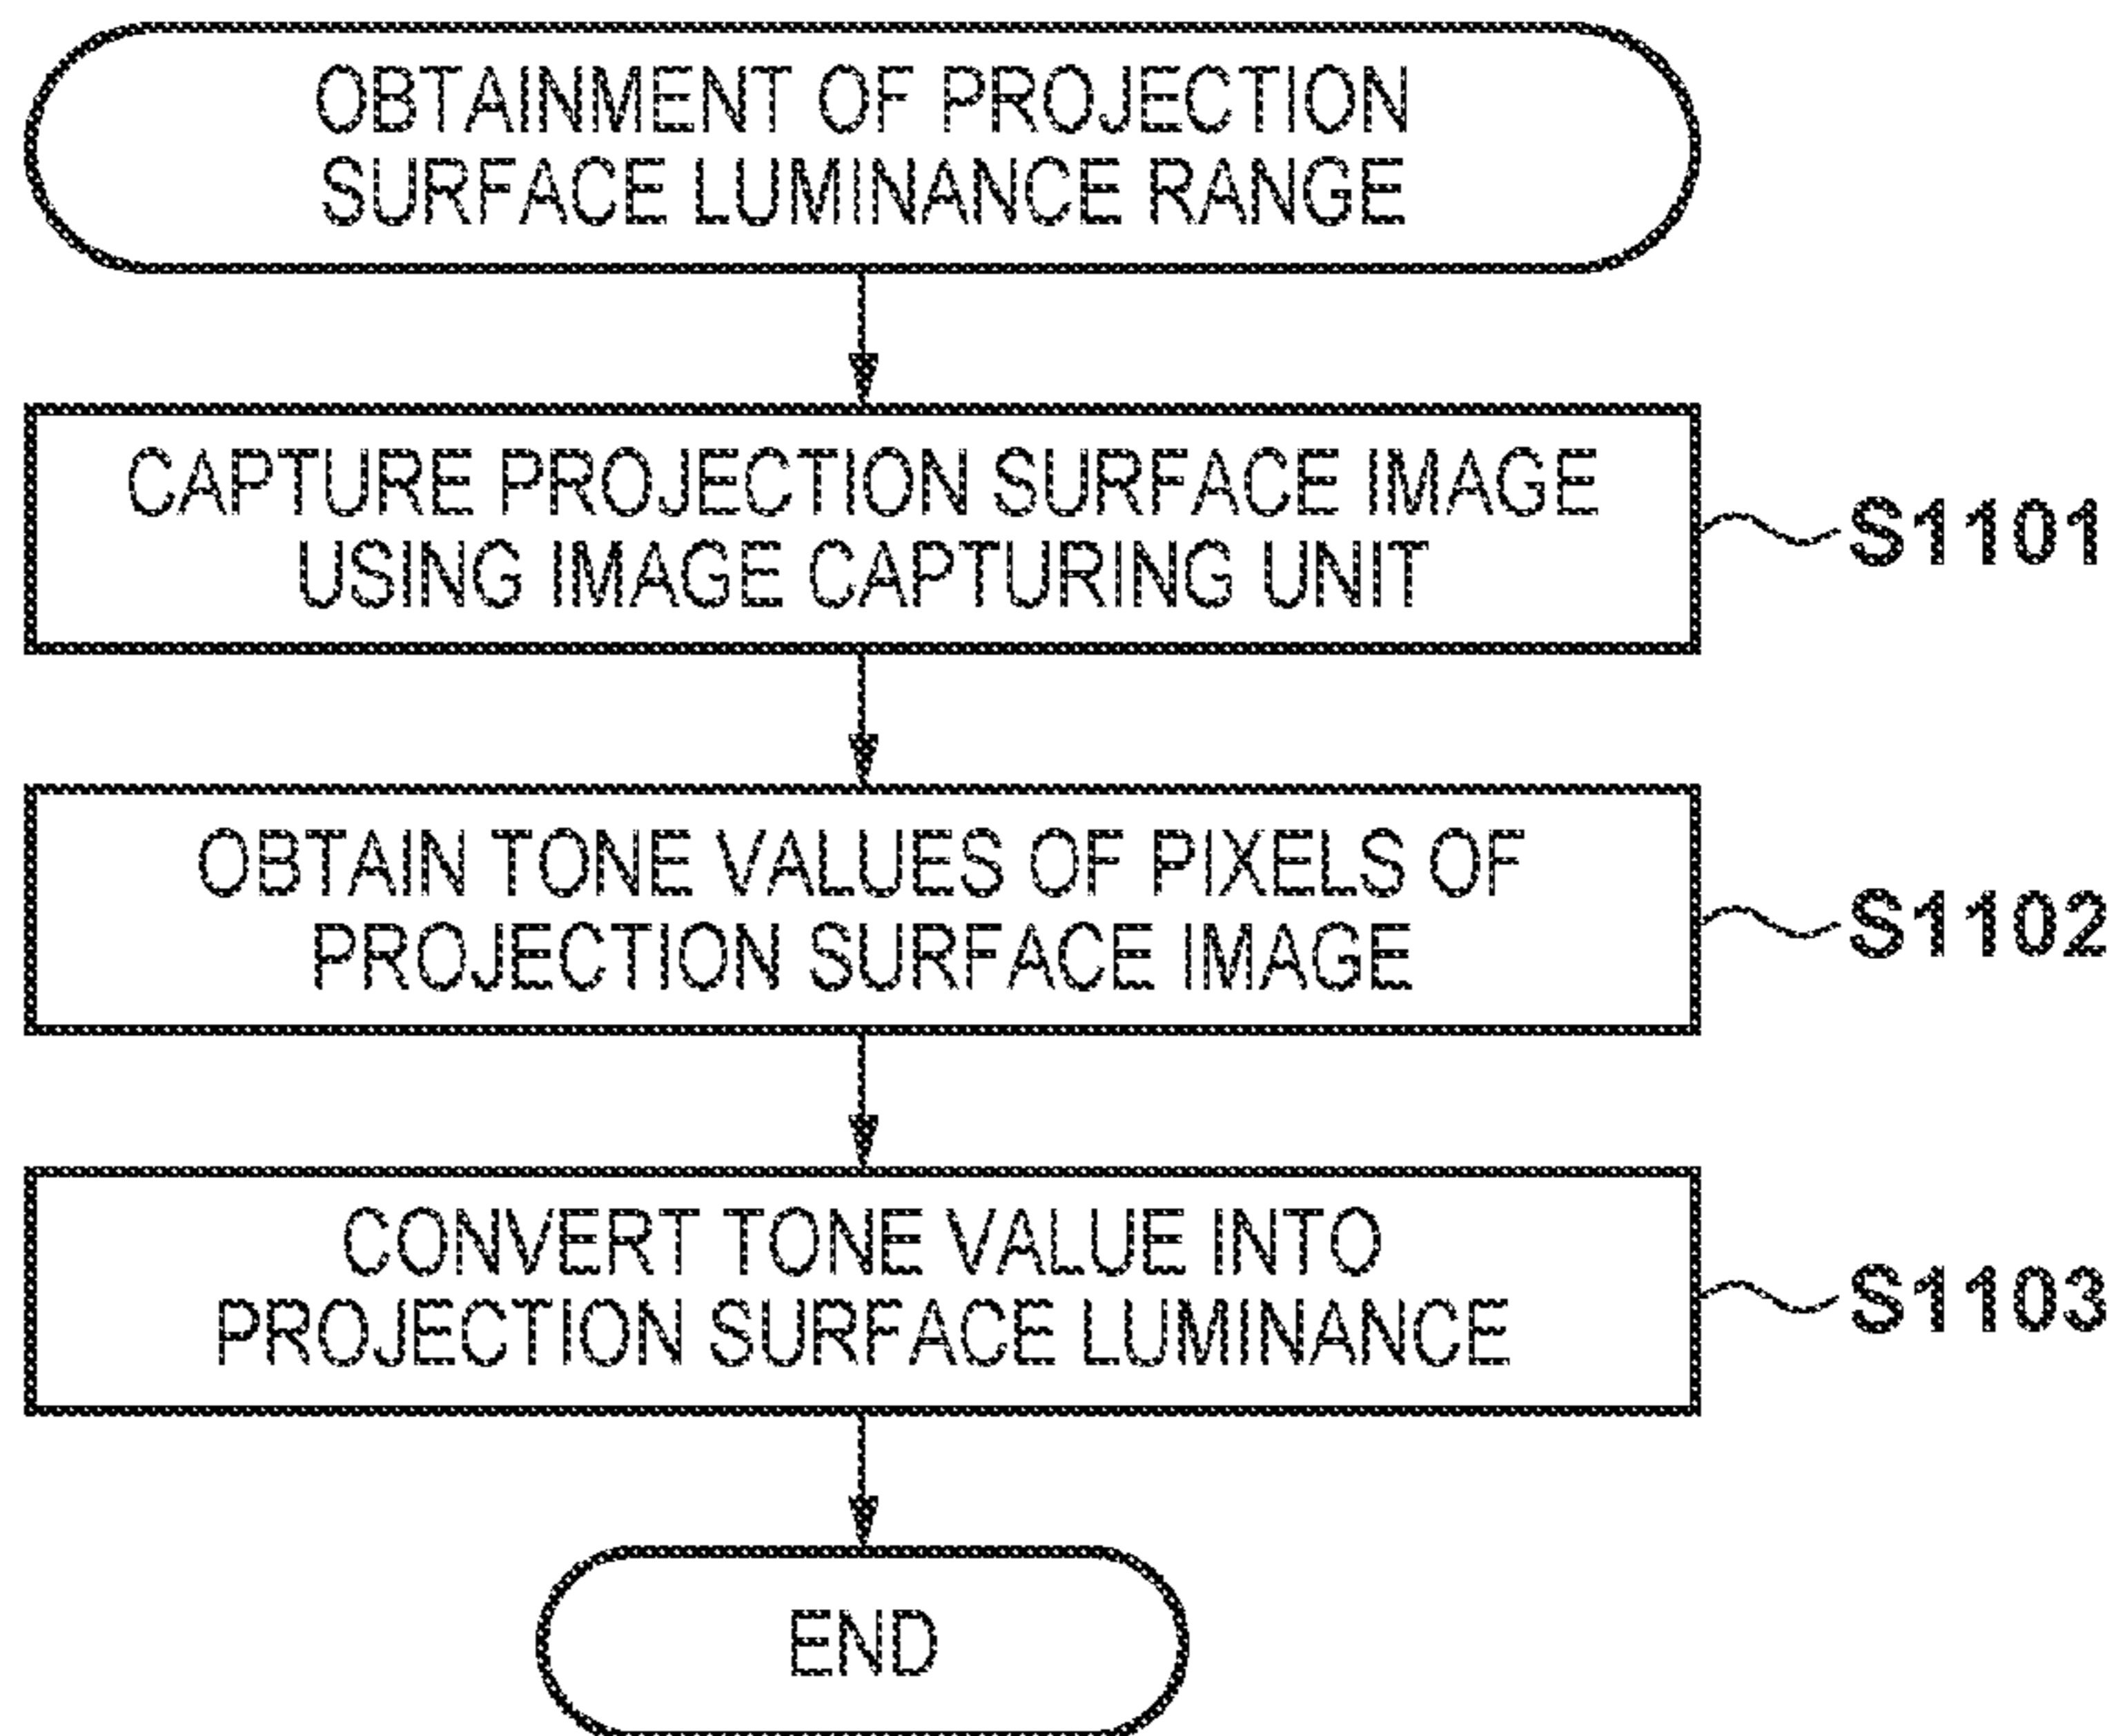 OBTAINMENT OF PROJECTION
SURFACE LUMINANCE RANGE
CAPTURE PROJECTION SURFACE IMAGE
USING IMAGE CAPTURING UNIT
S1101
OBTAIN TONE VALUES OF PIXELS OF
PROJECTION SURFACE IMAGE
S1102
CONVERT TONE VALUE INTO
PROJECTION SURFACE LUMINANCE
S1103
END